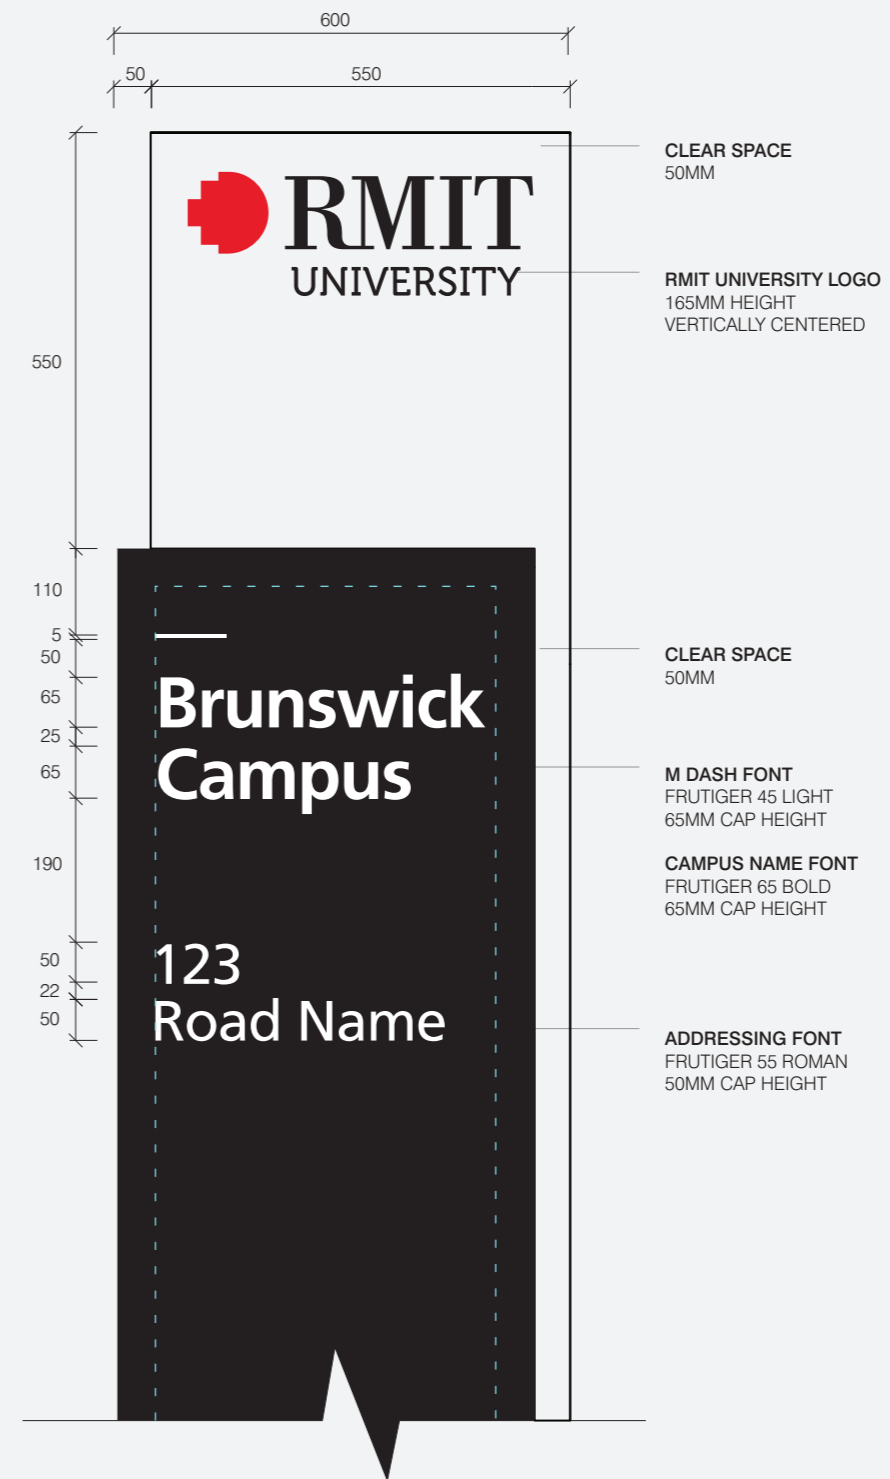 600
50
550
CLEAR SPACE
50MM
RMIT
UNIVERSITY
RMIT UNIVERSITY LOGO
165MM HEIGHT
VERTICALLY CENTERED
550
110
5
50
65
25
65
190
50
22
50
Brunswick
Campus
123
Road Name
CLEAR SPACE
50MM
M DASH FONT
FRUTIGER 45 LIGHT
65MM CAP HEIGHT
CAMPUS NAME FONT
FRUTIGER 65 BOLD
65MM CAP HEIGHT
ADDRESSING FONT
FRUTIGER 55 ROMAN
50MM CAP HEIGHT